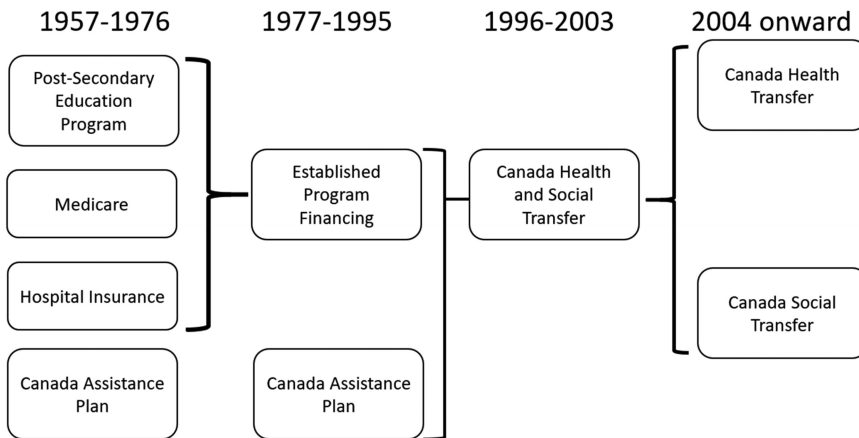 1957-1976
1977-1995
1996-2003
2004 onward
Post-Secondary
Education
Program
Medicare
Hospital Insurance
Canada Assistance
Plan
Established
Program
Financing
Canada Assistance
Plan
Canada Health
and Social
Transfer
Canada Health
Transfer
Canada Social
Transfer